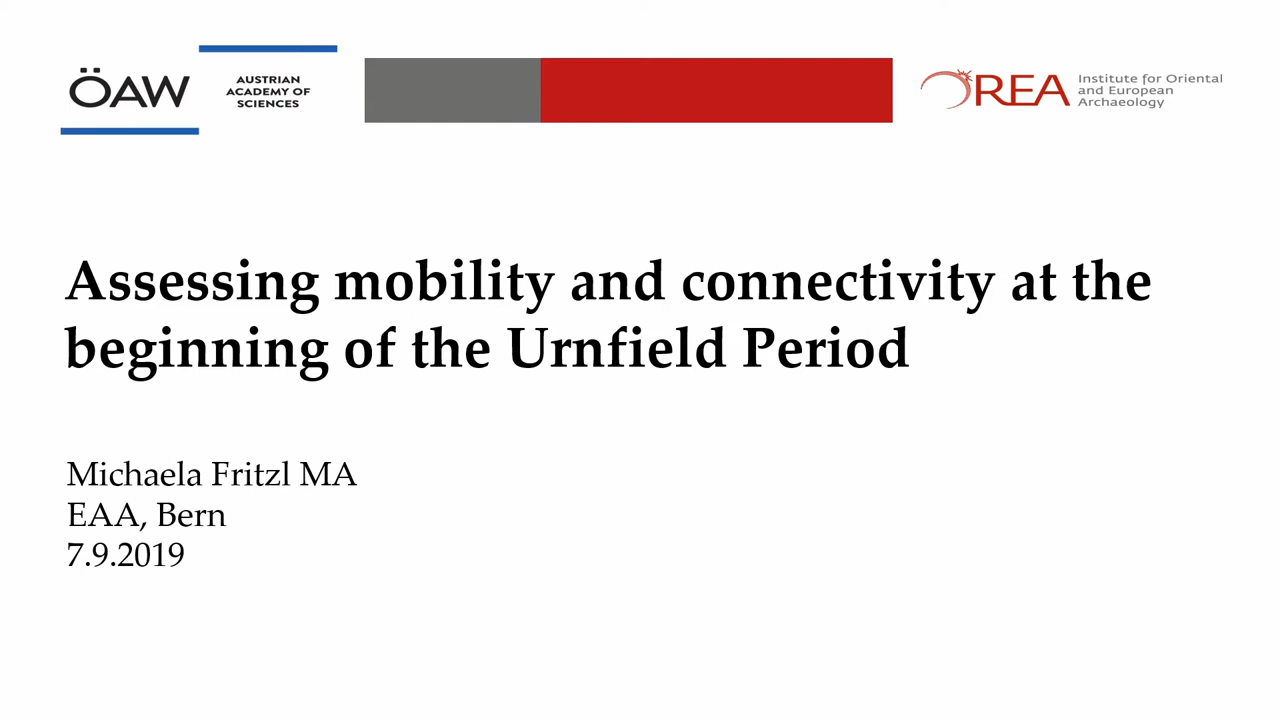 ÖAW
AUSTRIAN
ACADEMY OF
SCIENCES
OREA
Institute for Oriental
and European
Archaeology
Assessing mobility and connectivity at the
beginning of the Urnfield Period
Michaela Fritzl MA
EAA, Bern
7.9.2019